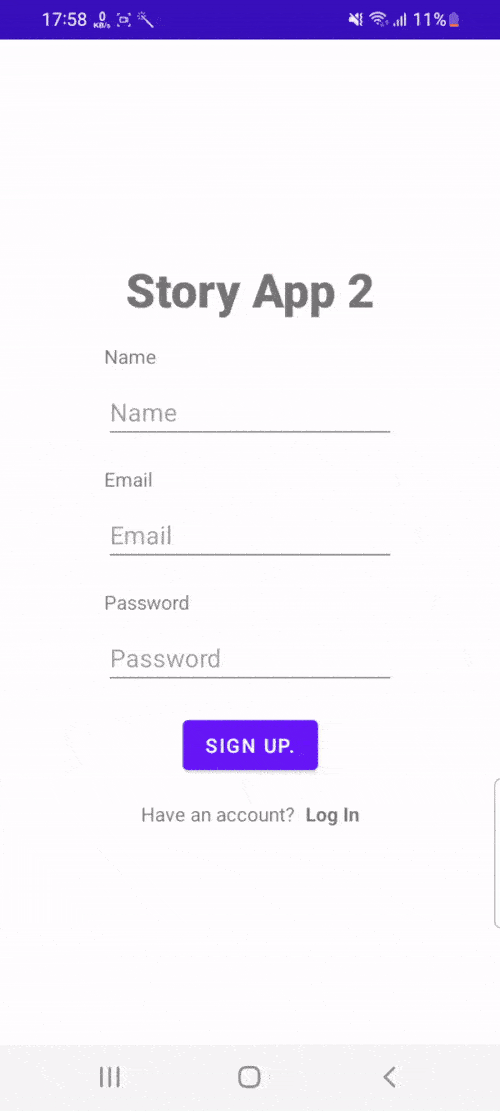 17:58 0 KB/s 11%
Story App 2
Name
Name
Email
Email
Password
Password
SIGN UP.
Have an account? Log In